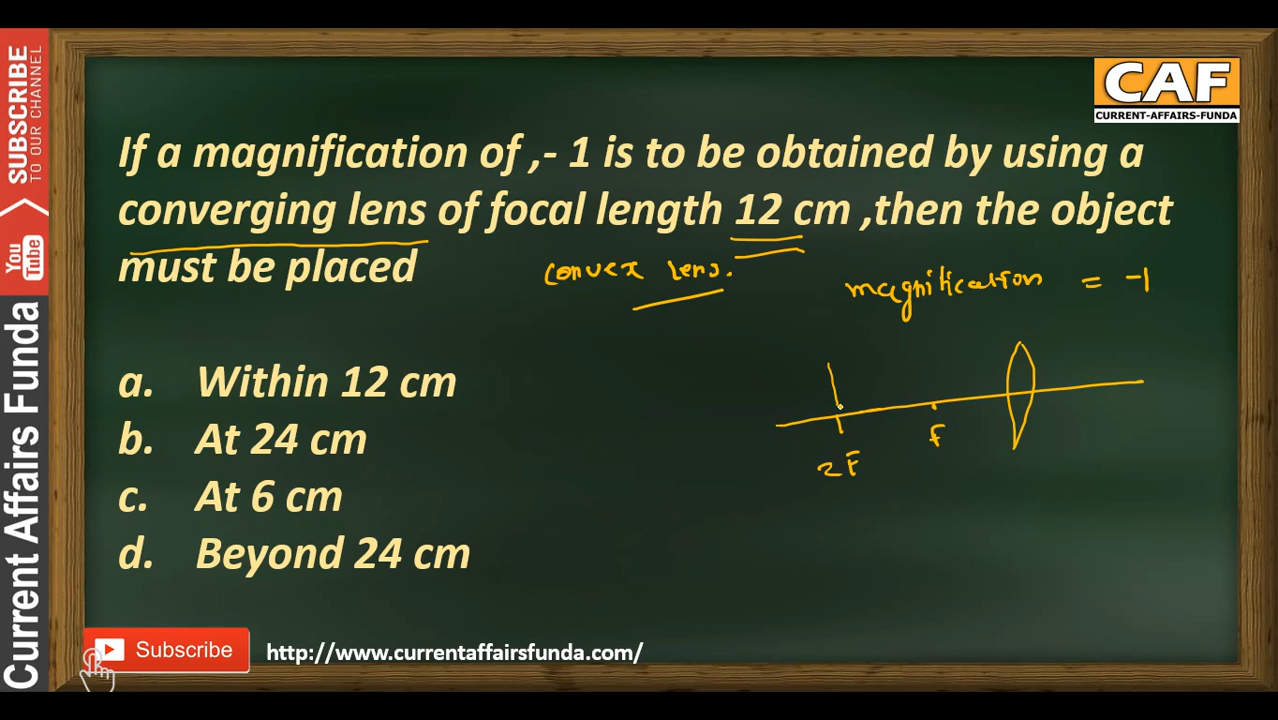 SUBSCRIBE
TO OUR CHANNEL
You
Tube
Current Affairs Funda
CAF
CURRENT-AFFAIRS-FUNDA
If a magnification of ,- 1 is to be obtained by using a
converging lens of focal length 12 cm ,then the object
must be placed
convex lens.
magnification = -1
a. Within 12 cm
b. At 24 cm
c. At 6 cm
d. Beyond 24 cm
F
2F
Subscribe
http://www.currentaffairsfunda.com/